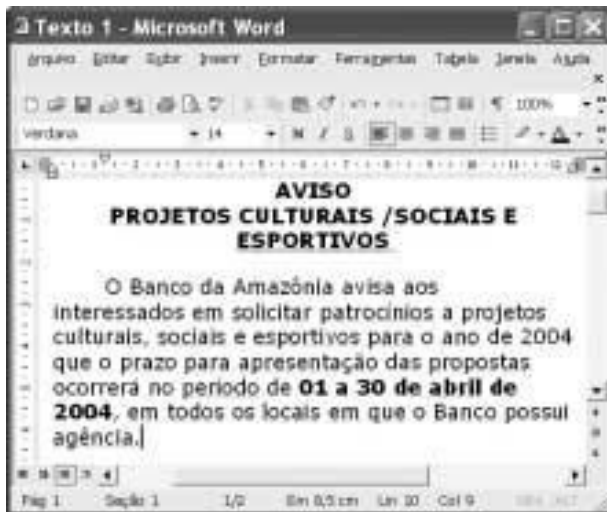 Texto 1 - Microsoft Word
Arquivo Editar Exibir Inserir Formatar Ferramentas Tabela Janela Ajuda
100%
Verdana 14 N I S
AVISO
PROJETOS CULTURAIS /SOCIAIS E
ESPORTIVOS
O Banco da Amazônia avisa aos
interessados em solicitar patrocínios a projetos
culturais, sociais e esportivos para o ano de 2004
que o prazo para apresentação das propostas
ocorrerá no período de 01 a 30 de abril de
2004, em todos os locais em que o Banco possui
agência.
Pág 1 Seção 1 1/2 Em 8,5 cm Lin 10 Col 9